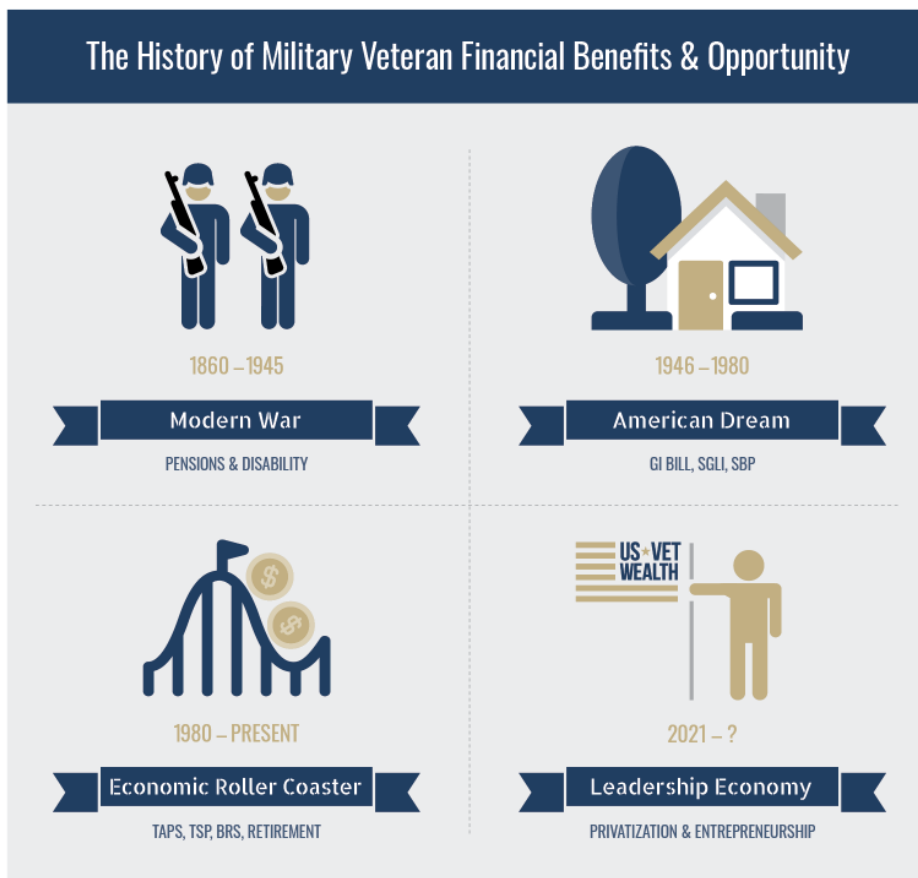 The History of Military Veteran Financial Benefits & Opportunity
1860 – 1945
Modern War
PENSIONS & DISABILITY
1946 – 1980
American Dream
GI BILL, SGLI, SBP
$
$
1980 – PRESENT
Economic Roller Coaster
TAPS, TSP, BRS, RETIREMENT
US★VET
WEALTH
2021 – ?
Leadership Economy
PRIVATIZATION & ENTREPRENEURSHIP